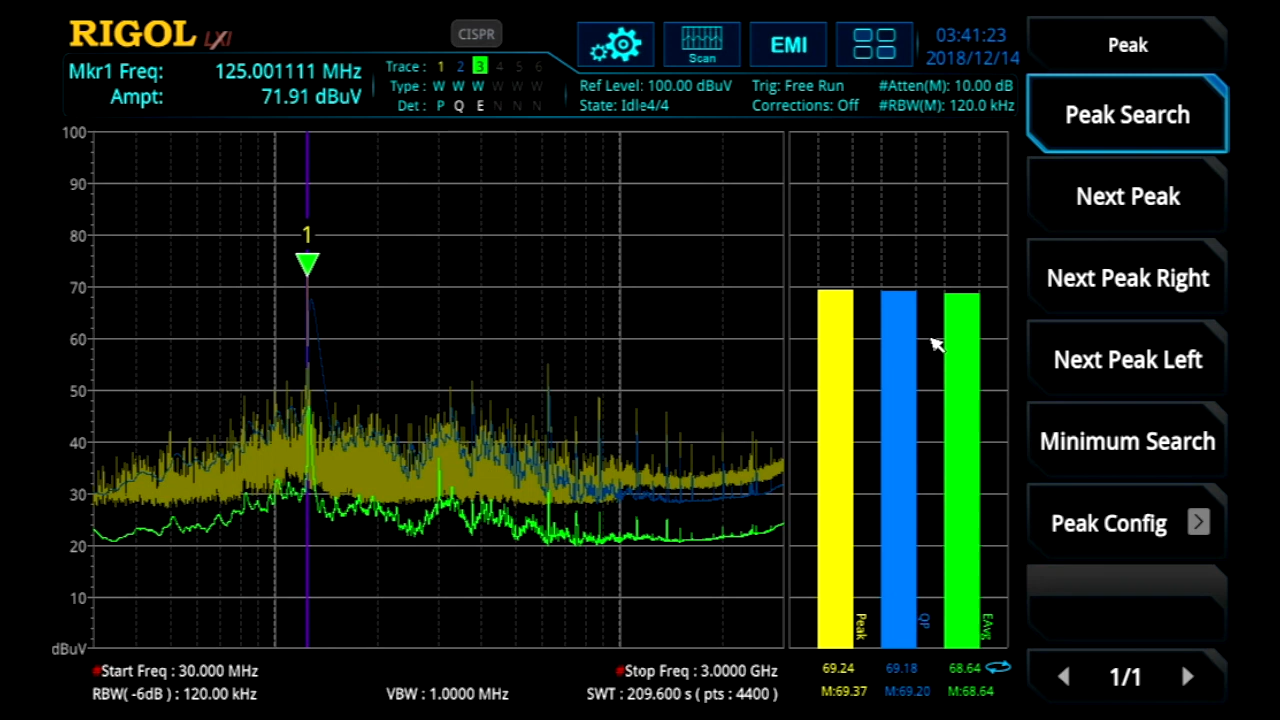 RIGOL LXI
CISPR
EMI
Scan
03:41:23
2018/12/14
Mkr1 Freq: 125.001111 MHz
Ampt: 71.91 dBuV
Trace: 1 2 3 4 5 6
Type: W W W W W W
Det: P Q E N N N
Ref Level: 100.00 dBuV
State: Idle4/4
Trig: Free Run
Corrections: Off
#Atten(M): 10.00 dB
#RBW(M): 120.0 kHz
Peak
Peak Search
Next Peak
Next Peak Right
Next Peak Left
Minimum Search
Peak Config >
1/1
100
90
80
70
60
50
40
30
20
10
dBuV
1
Peak
QP
EAvg
69.24 69.18 68.64
M:69.37 M:69.20 M:68.64
#Start Freq : 30.000 MHz
#Stop Freq : 3.0000 GHz
RBW( -6dB ) : 120.00 kHz
VBW : 1.0000 MHz
SWT : 209.600 s ( pts : 4400 )